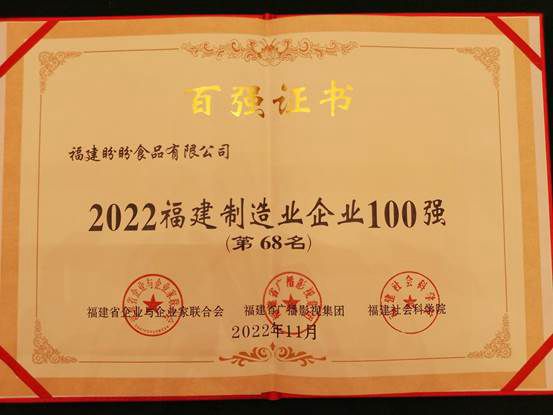 百强证书
福建盼盼食品有限公司
2022福建制造业企业100强
(第68名)
福建省企业与企业家联合会 福建省广播影视集团 福建社会科学院
2022年11月